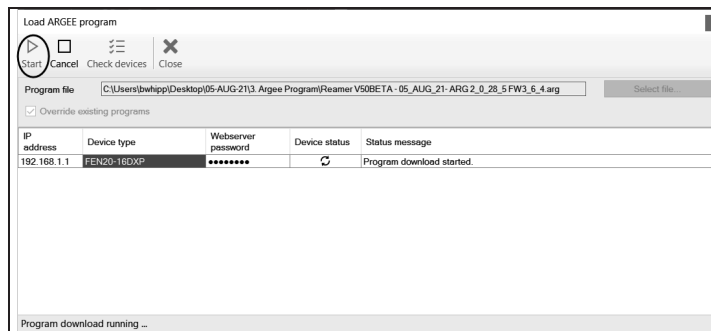 Load ARGEE program
Start Cancel Check devices Close
Program file C:\Users\bwhipp\Desktop\05-AUG-21\3. Argee Program\Reamer V50BETA - 05_AUG_21- ARG 2_0_28_5 FW3_6_4.arg Select file...
Override existing programs
IP address Device type Webserver password Device status Status message
192.168.1.1 FEN20-16DXP ●●●●●●●● Program download started.
Program download running ...